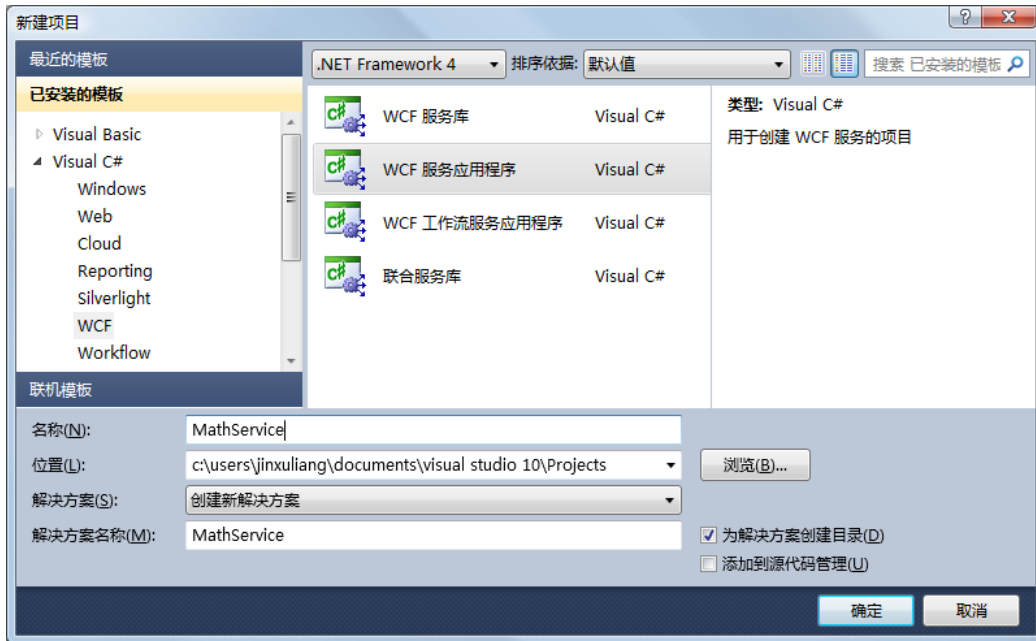 新建项目
最近的模板
已安装的模板
Visual Basic
Visual C#
Windows
Web
Cloud
Reporting
Silverlight
WCF
Workflow
联机模板
.NET Framework 4 排序依据: 默认值 搜索 已安装的模板
WCF 服务库 Visual C#
WCF 服务应用程序 Visual C#
WCF 工作流服务应用程序 Visual C#
联合服务库 Visual C#
类型: Visual C#
用于创建 WCF 服务的项目
名称(N): MathService
位置(L): c:\users\jinxuliang\documents\visual studio 10\Projects 浏览(B)...
解决方案(S): 创建新解决方案
解决方案名称(M): MathService 为解决方案创建目录(D)
添加到源代码管理(U)
确定 取消